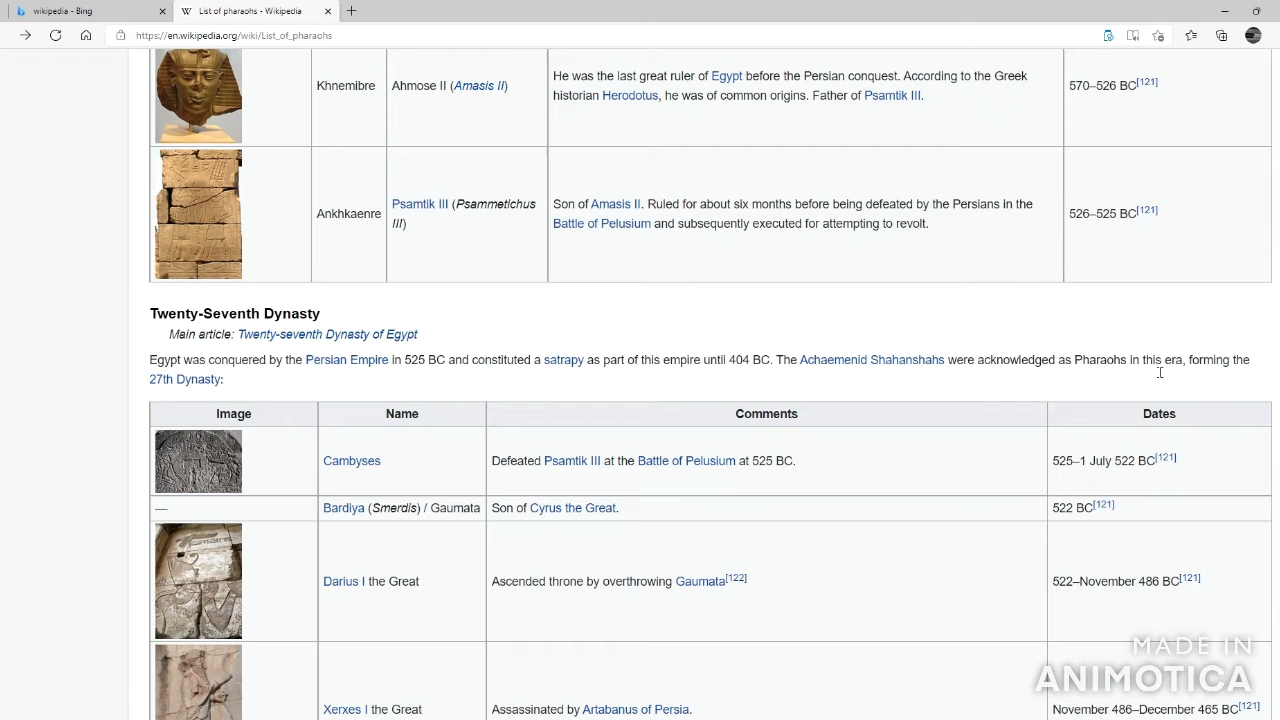 wikipedia - Bing
List of pharaohs - Wikipedia
https://en.wikipedia.org/wiki/List_of_pharaohs
Khnemibre
Ahmose II (Amasis II)
He was the last great ruler of Egypt before the Persian conquest. According to the Greek
historian Herodotus, he was of common origins. Father of Psamtik III.
570–526 BC[121]
Ankhkaenre
Psamtik III (Psammetichus
III)
Son of Amasis II. Ruled for about six months before being defeated by the Persians in the
Battle of Pelusium and subsequently executed for attempting to revolt.
526–525 BC[121]
Twenty-Seventh Dynasty
Main article: Twenty-seventh Dynasty of Egypt
Egypt was conquered by the Persian Empire in 525 BC and constituted a satrapy as part of this empire until 404 BC. The Achaemenid Shahanshahs were acknowledged as Pharaohs in this era, forming the
27th Dynasty:
Image Name Comments Dates
Cambyses
Defeated Psamtik III at the Battle of Pelusium at 525 BC.
525–1 July 522 BC[121]
—
Bardiya (Smerdis) / Gaumata
Son of Cyrus the Great.
522 BC[121]
Darius I the Great
Ascended throne by overthrowing Gaumata[122]
522–November 486 BC[121]
Xerxes I the Great
Assassinated by Artabanus of Persia.
November 486–December 465 BC[121]
MADE IN
ANIMOTICA